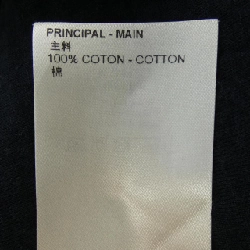 PRINCIPAL - MAIN
主料
100% COTON - COTTON
棉